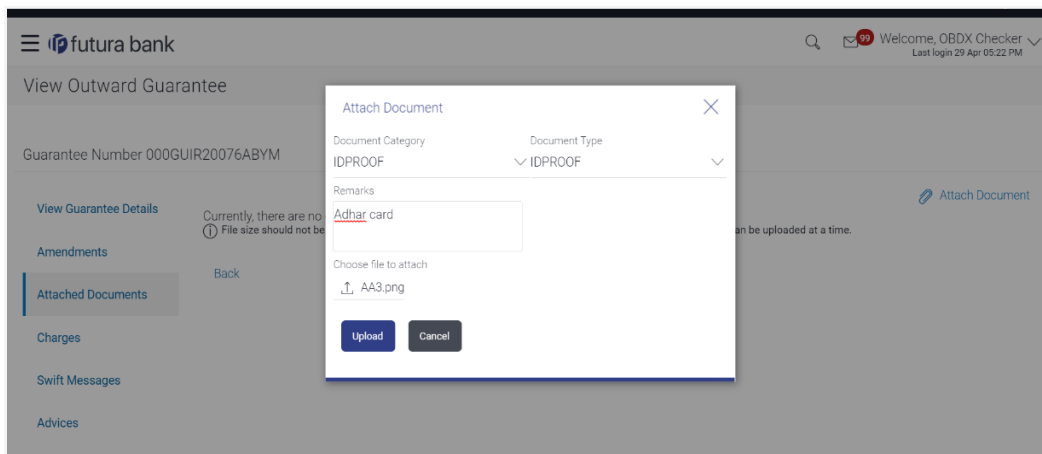 futura bank
99 Welcome, OBDX Checker
Last login 29 Apr 05:22 PM
View Outward Guarantee
Guarantee Number 000GUIR20076ABYM
View Guarantee Details
Amendments
Attached Documents
Charges
Swift Messages
Advices
Attach Document
Currently, there are no
File size should not be
an be uploaded at a time.
Back
Attach Document
Document Category
IDPROOF
Document Type
IDPROOF
Remarks
Adhar card
Choose file to attach
AA3.png
Upload
Cancel